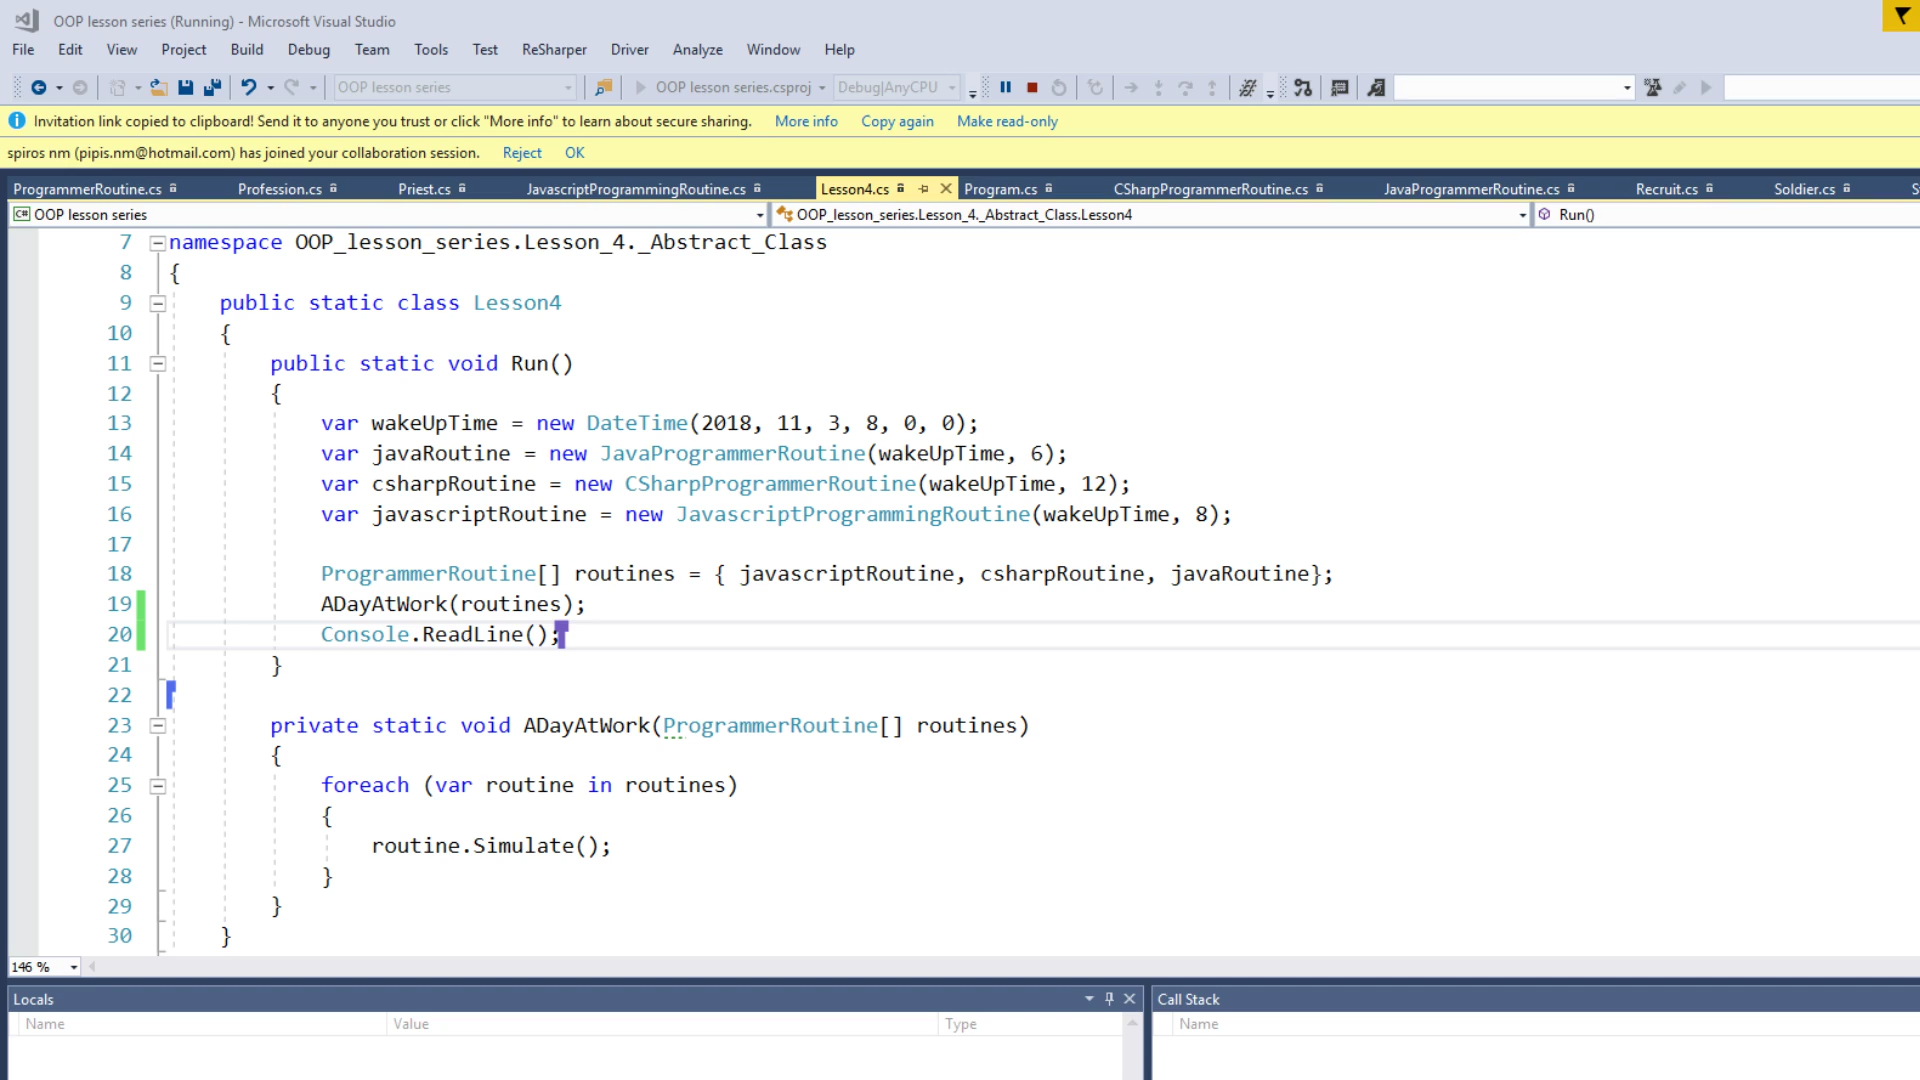 OOP lesson series (Running) - Microsoft Visual Studio
File Edit View Project Build Debug Team Tools Test ReSharper Driver Analyze Window Help
OOP lesson series OOP lesson series.csproj Debug|AnyCPU
Invitation link copied to clipboard! Send it to anyone you trust or click "More info" to learn about secure sharing. More info Copy again Make read-only
spiros nm (pipis.nm@hotmail.com) has joined your collaboration session. Reject OK
ProgrammerRoutine.cs Profession.cs Priest.cs JavascriptProgrammingRoutine.cs Lesson4.cs Program.cs CSharpProgrammerRoutine.cs JavaProgrammerRoutine.cs Recruit.cs Soldier.cs
C# OOP lesson series OOP_lesson_series.Lesson_4._Abstract_Class.Lesson4 Run()
7 namespace OOP_lesson_series.Lesson_4._Abstract_Class
8 {
9 public static class Lesson4
10 {
11 public static void Run()
12 {
13 var wakeUpTime = new DateTime(2018, 11, 3, 8, 0, 0);
14 var javaRoutine = new JavaProgrammerRoutine(wakeUpTime, 6);
15 var csharpRoutine = new CSharpProgrammerRoutine(wakeUpTime, 12);
16 var javascriptRoutine = new JavascriptProgrammingRoutine(wakeUpTime, 8);
17
18 ProgrammerRoutine[] routines = { javascriptRoutine, csharpRoutine, javaRoutine};
19 ADayAtWork(routines);
20 Console.ReadLine();
21 }
22
23 private static void ADayAtWork(ProgrammerRoutine[] routines)
24 {
25 foreach (var routine in routines)
26 {
27 routine.Simulate();
28 }
29 }
30 }
146 %
Locals Call Stack
Name Value Type Name